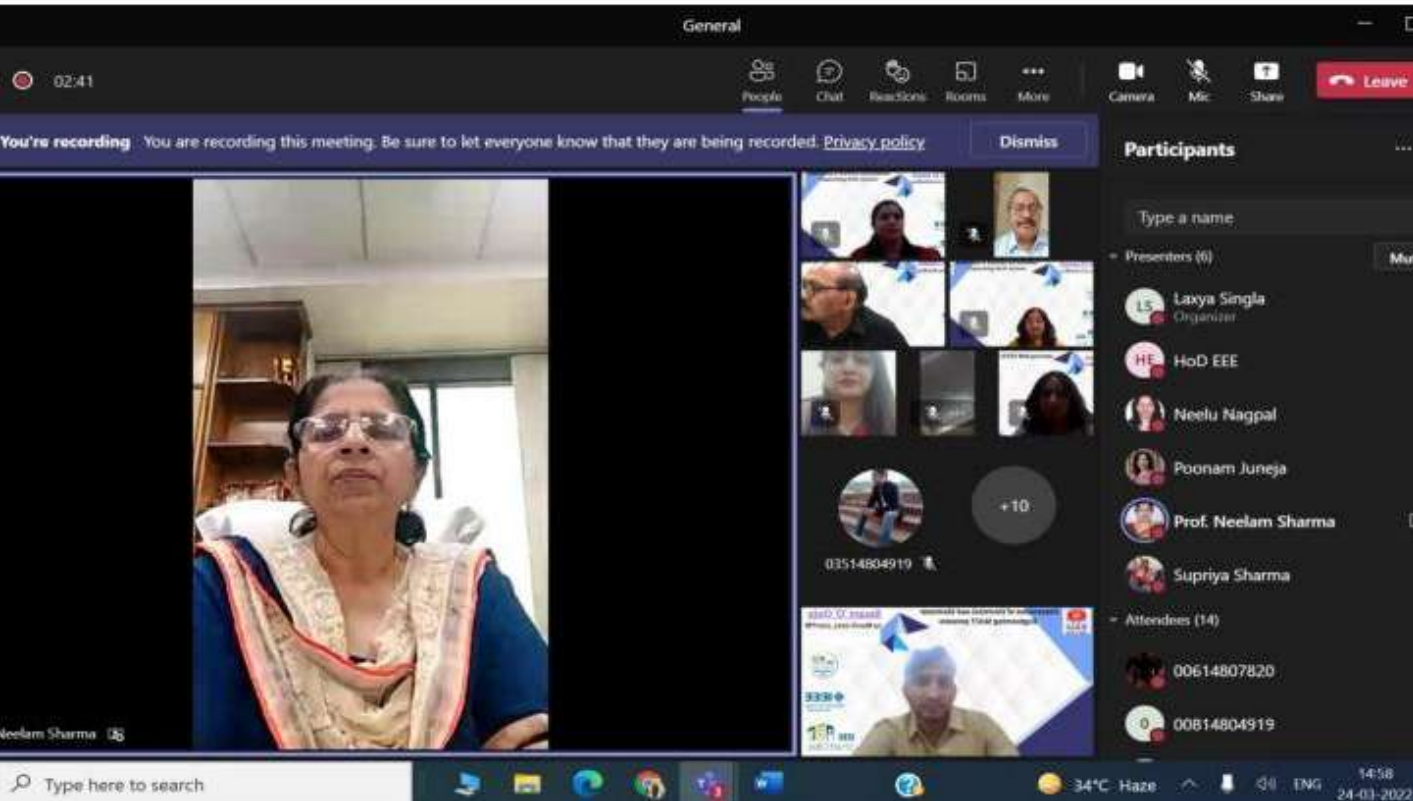 General
02:41
People
Chat
Reactions
Rooms
More
Camera
Mic
Share
Leave
You're recording You are recording this meeting. Be sure to let everyone know that they are being recorded. Privacy policy
Dismiss
Participants
Type a name
Presenters (6)
Mu
LS
Laxya Singla
Organizer
HE
HoD EEE
Neelu Nagpal
Poonam Juneja
Prof. Neelam Sharma
Supriya Sharma
Attendees (14)
00614807820
0
00814804919
+10
03514804919
Neelam Sharma
Type here to search
34°C Haze
ENG
14:58
24-03-2022